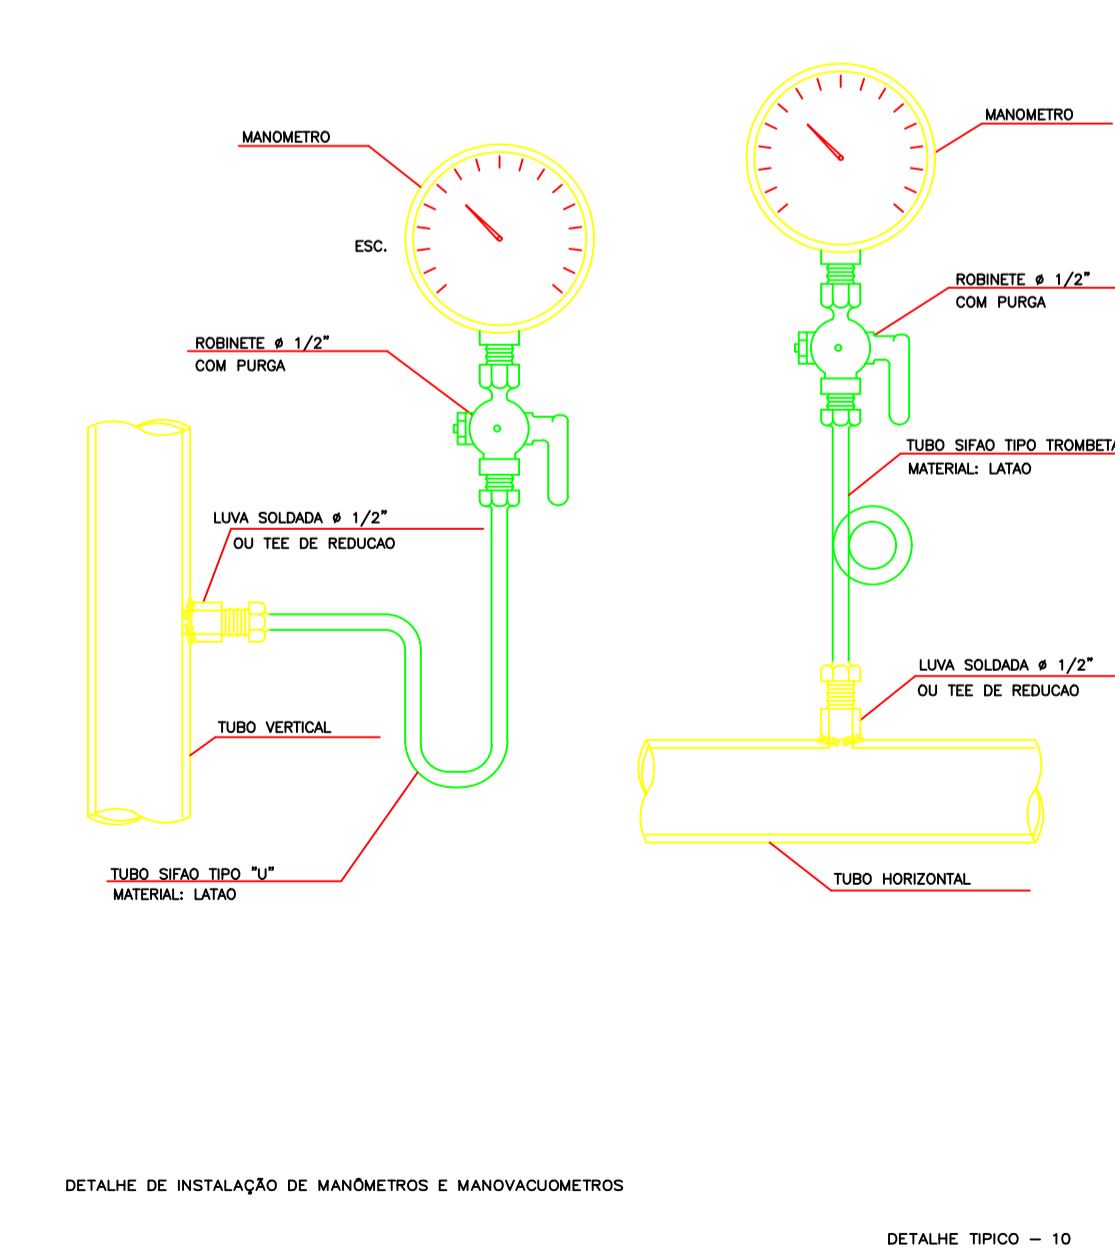 MANOMETRO
ESC.
ROBINETE ø 1/2"
COM PURGA
LUVA SOLDADA ø 1/2"
OU TEE DE REDUCAO
TUBO VERTICAL
TUBO SIFAO TIPO "U"
MATERIAL: LATAO
MANOMETRO
ROBINETE ø 1/2"
COM PURGA
TUBO SIFAO TIPO TROMBETA
MATERIAL: LATAO
LUVA SOLDADA ø 1/2"
OU TEE DE REDUCAO
TUBO HORIZONTAL
DETALHE DE INSTALAÇÃO DE MANÔMETROS E MANOVACUOMETROS
DETALHE TIPICO – 10